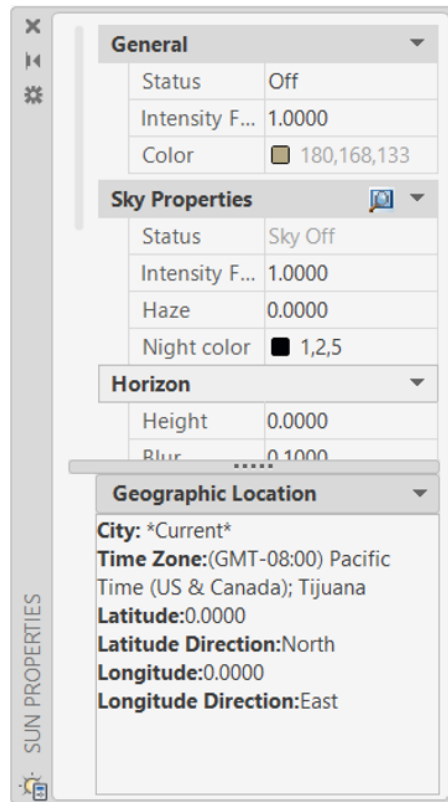 General
Status Off
Intensity F... 1.0000
Color 180,168,133
Sky Properties
Status Sky Off
Intensity F... 1.0000
Haze 0.0000
Night color 1,2,5
Horizon
Height 0.0000
Blur 0.1000
Geographic Location
City: *Current*
Time Zone:(GMT-08:00) Pacific
Time (US & Canada); Tijuana
Latitude:0.0000
Latitude Direction:North
Longitude:0.0000
Longitude Direction:East
SUN PROPERTIES